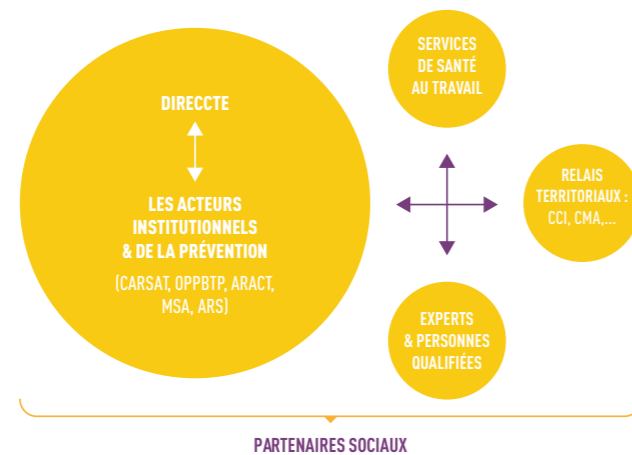 DIRECCTE
LES ACTEURS
INSTITUTIONNELS
& DE LA PRÉVENTION
(CARSAT, OPPBTP, ARACT,
MSA, ARS)
SERVICES
DE SANTÉ
AU TRAVAIL
RELAIS
TERRITORIAUX :
CCI, CMA,...
EXPERTS
& PERSONNES
QUALIFIÉES
PARTENAIRES SOCIAUX